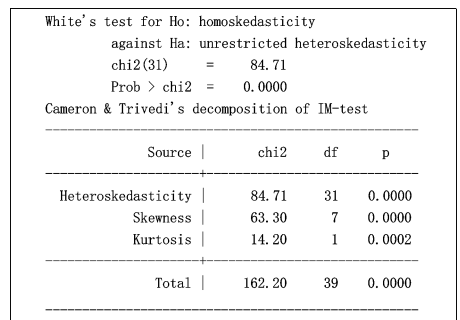 White's test for Ho: homoskedasticity
against Ha: unrestricted heteroskedasticity
chi2(31) = 84.71
Prob > chi2 = 0.0000
Cameron & Trivedi's decomposition of IM-test
Source | chi2 df p
Heteroskedasticity | 84.71 31 0.0000
Skewness | 63.30 7 0.0000
Kurtosis | 14.20 1 0.0002
Total | 162.20 39 0.0000